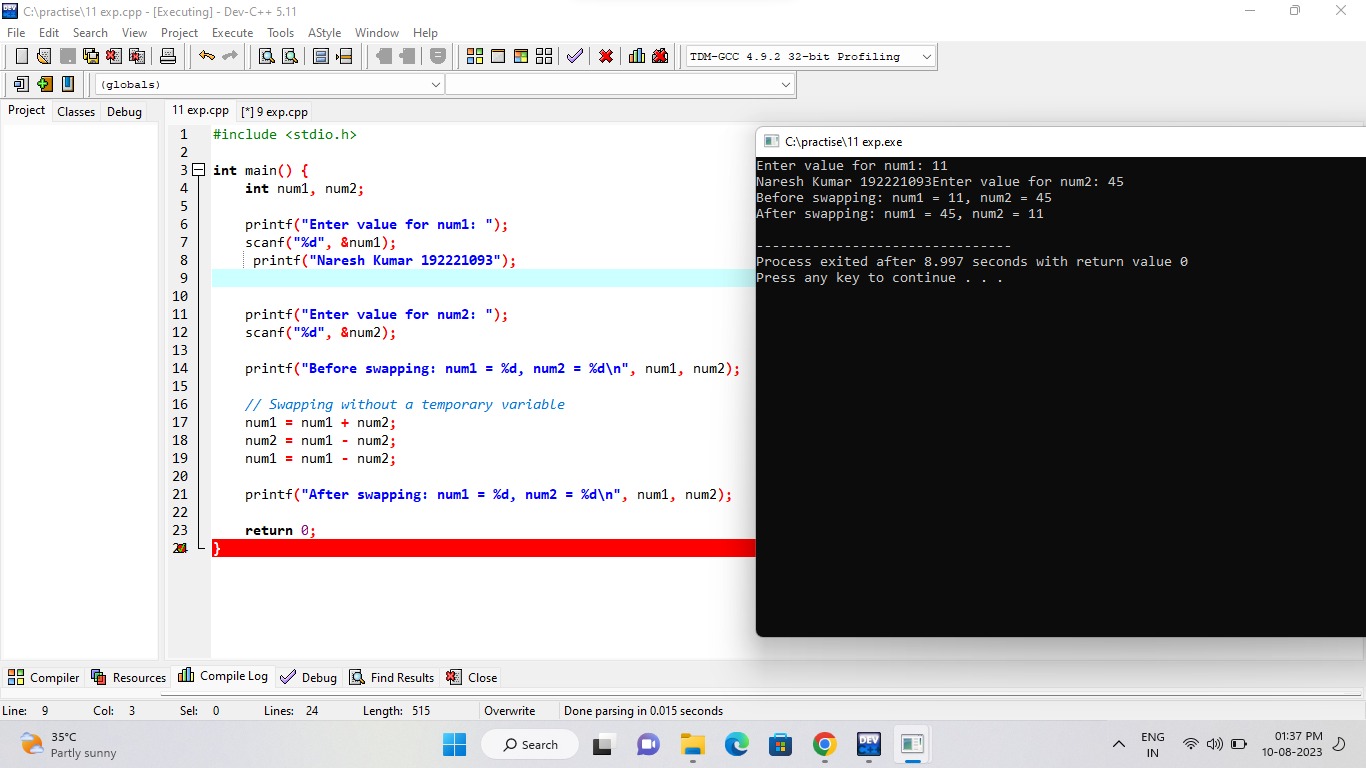 C:\practise\11 exp.cpp - [Executing] - Dev-C++ 5.11
File Edit Search View Project Execute Tools AStyle Window Help
TDM-GCC 4.9.2 32-bit Profiling
(globals)
Project Classes Debug 11 exp.cpp [*] 9 exp.cpp
1 #include <stdio.h>
2
3 int main() {
4 int num1, num2;
5
6 printf("Enter value for num1: ");
7 scanf("%d", &num1);
8 printf("Naresh Kumar 192221093");
9
10
11 printf("Enter value for num2: ");
12 scanf("%d", &num2);
13
14 printf("Before swapping: num1 = %d, num2 = %d\n", num1, num2);
15
16 // Swapping without a temporary variable
17 num1 = num1 + num2;
18 num2 = num1 - num2;
19 num1 = num1 - num2;
20
21 printf("After swapping: num1 = %d, num2 = %d\n", num1, num2);
22
23 return 0;
24 }
C:\practise\11 exp.exe
Enter value for num1: 11
Naresh Kumar 192221093Enter value for num2: 45
Before swapping: num1 = 11, num2 = 45
After swapping: num1 = 45, num2 = 11
--------------------------------
Process exited after 8.997 seconds with return value 0
Press any key to continue . . .
Compiler Resources Compile Log Debug Find Results Close
Line: 9 Col: 3 Sel: 0 Lines: 24 Length: 515 Overwrite Done parsing in 0.015 seconds
35°C
Partly sunny
Search
DEV
ENG
IN
01:37 PM
10-08-2023